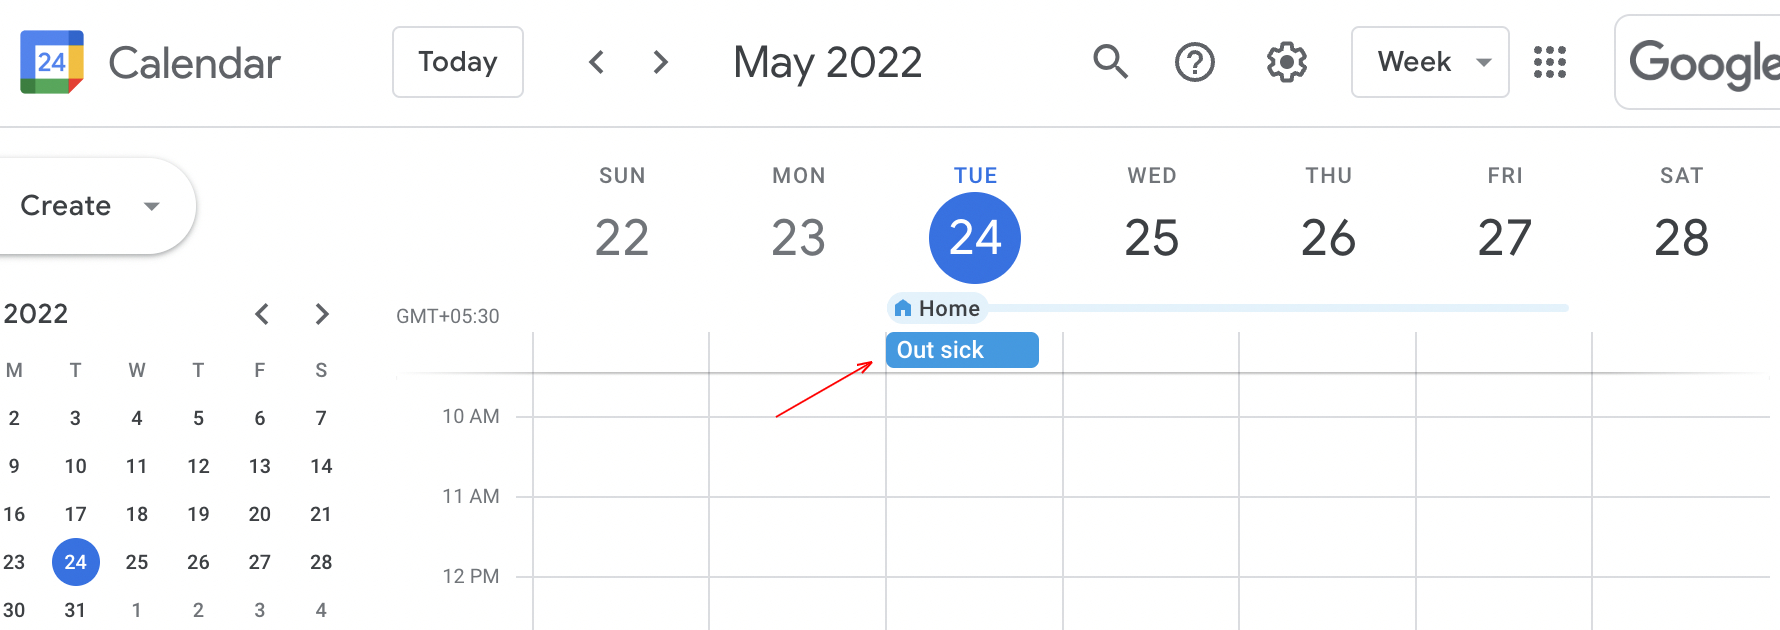 24 Calendar Today May 2022 Week Google
Create
SUN MON TUE WED THU FRI SAT
22 23 24 25 26 27 28
2022
GMT+05:30
Home
Out sick
10 AM
11 AM
12 PM
M T W T F S
2 3 4 5 6 7
9 10 11 12 13 14
16 17 18 19 20 21
23 24 25 26 27 28
30 31 1 2 3 4